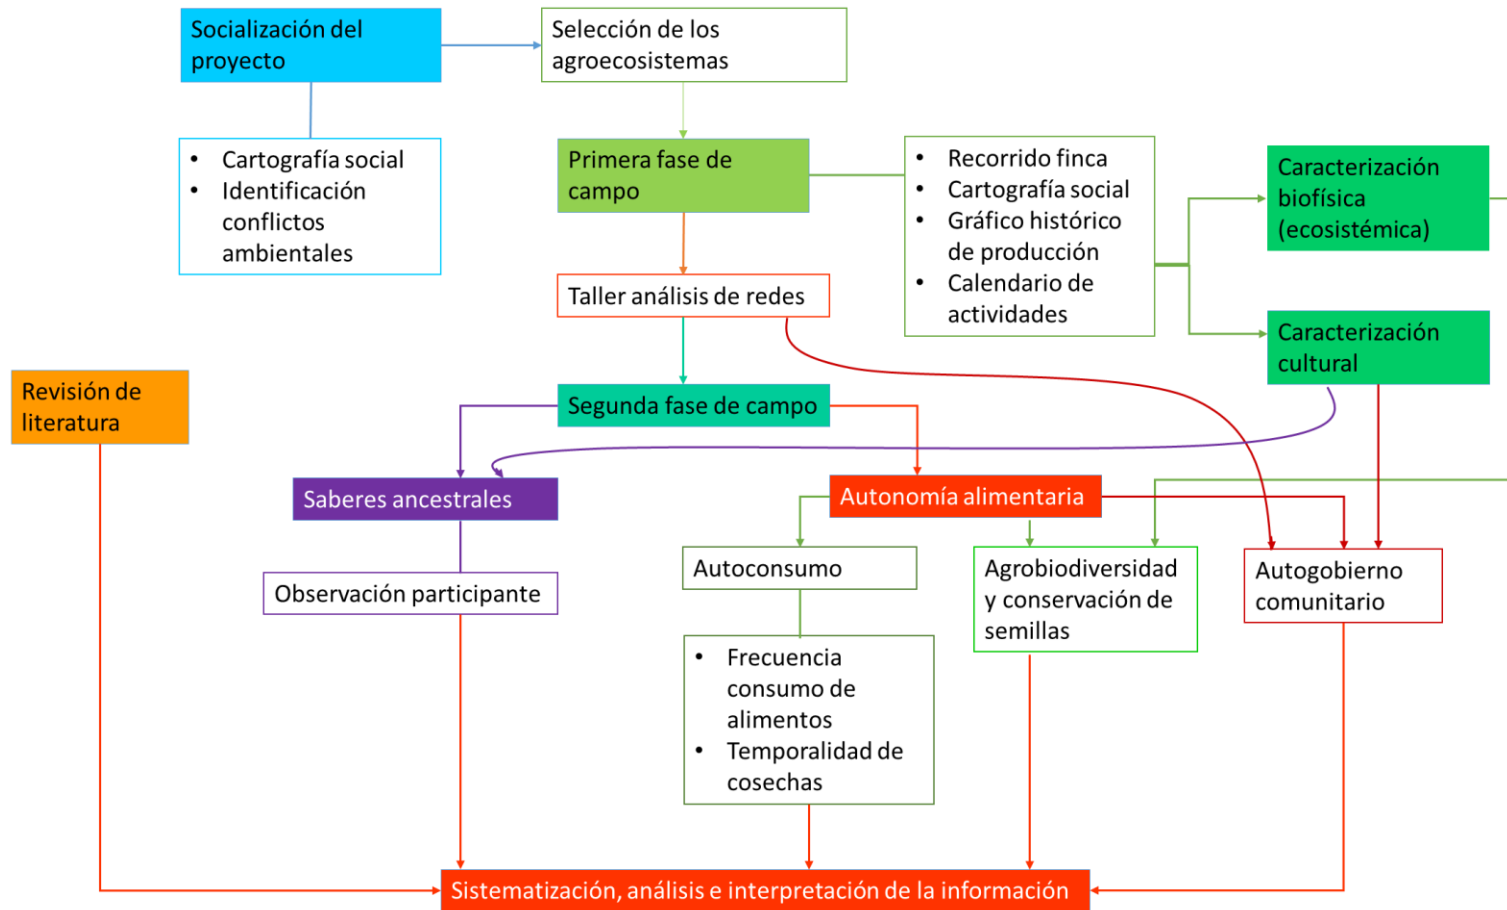 Socialización del
proyecto
Selección de los
agroecosistemas
• Cartografía social
• Identificación
conflictos
ambientales
Primera fase de
campo
• Recorrido finca
• Cartografía social
• Gráfico histórico
de producción
• Calendario de
actividades
Caracterización
biofísica
(ecosistémica)
Taller análisis de redes
Caracterización
cultural
Revisión de
literatura
Segunda fase de campo
Saberes ancestrales
Autonomía alimentaria
Observación participante
Autoconsumo
Agrobiodiversidad
y conservación de
semillas
Autogobierno
comunitario
• Frecuencia
consumo de
alimentos
• Temporalidad de
cosechas
Sistematización, análisis e interpretación de la información